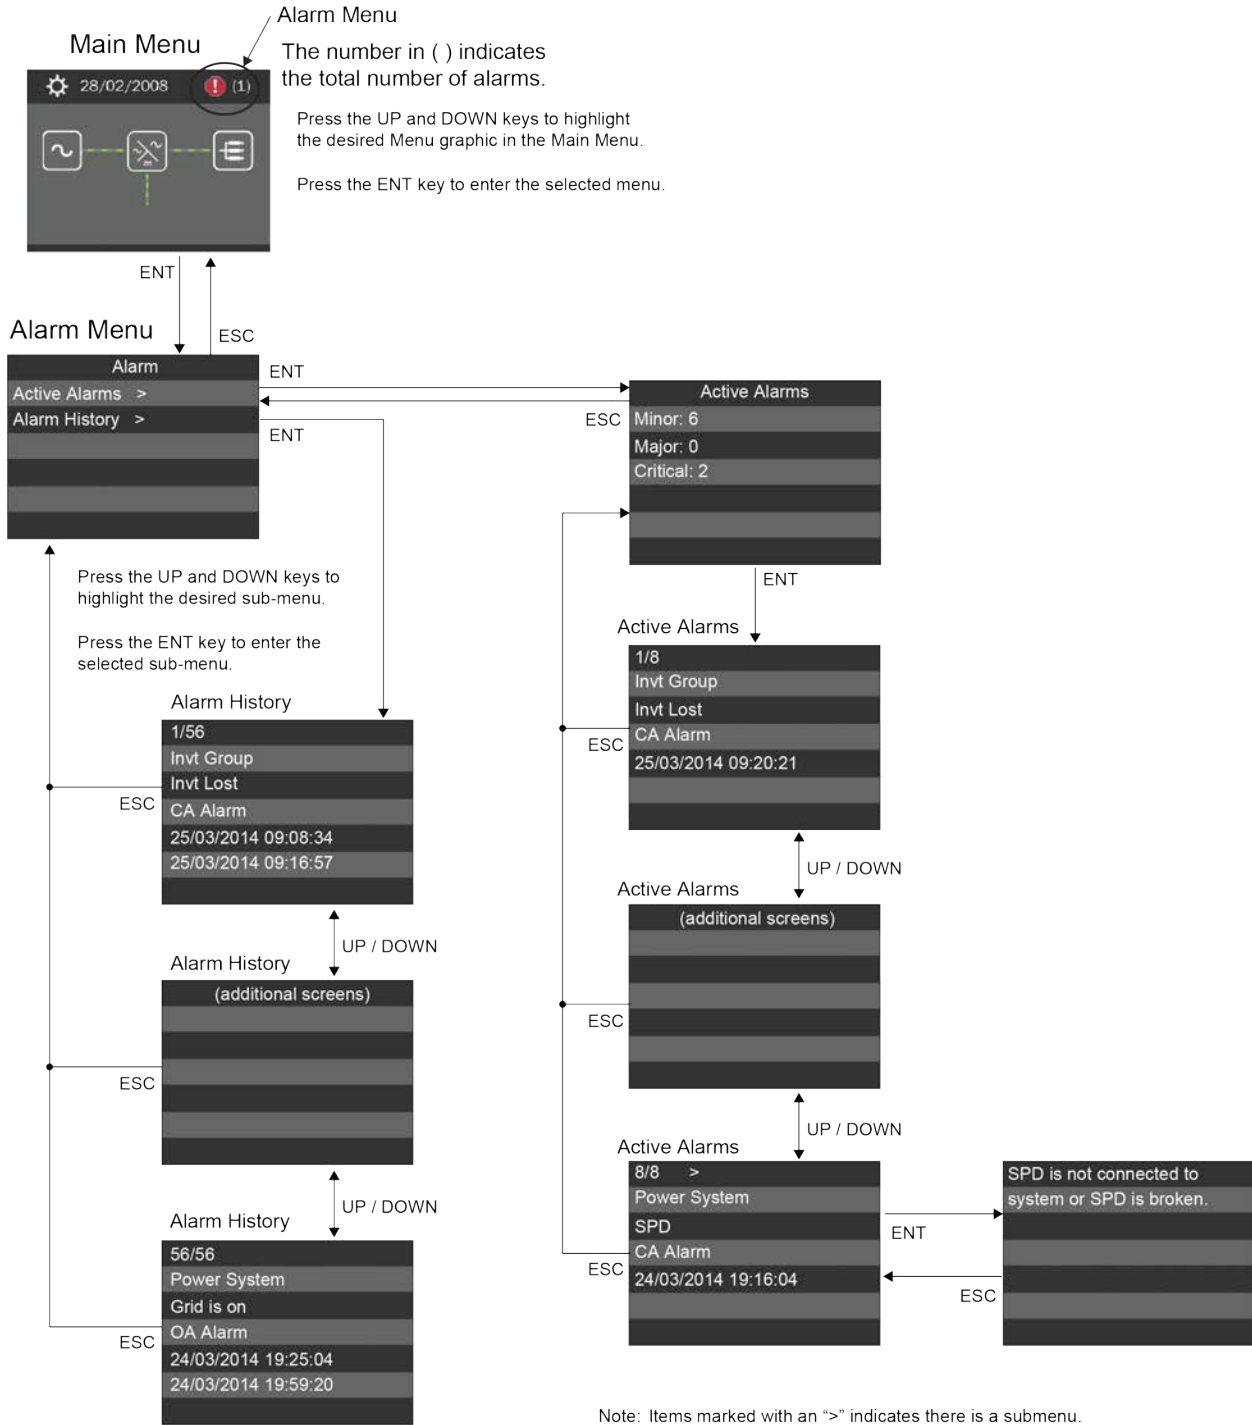 Alarm Menu
Main Menu
The number in ( ) indicates
the total number of alarms.
28/02/2008
(1)
Press the UP and DOWN keys to highlight
the desired Menu graphic in the Main Menu.
Press the ENT key to enter the selected menu.
ENT
ESC
Alarm Menu
Alarm
Active Alarms >
Alarm History >
ENT
ENT
ESC
Active Alarms
Minor: 6
Major: 0
Critical: 2
ENT
Press the UP and DOWN keys to
highlight the desired sub-menu.
Press the ENT key to enter the
selected sub-menu.
Alarm History
1/56
Invt Group
Invt Lost
CA Alarm
25/03/2014 09:08:34
25/03/2014 09:16:57
ESC
UP / DOWN
Alarm History
(additional screens)
ESC
UP / DOWN
Alarm History
56/56
Power System
Grid is on
OA Alarm
24/03/2014 19:25:04
24/03/2014 19:59:20
ESC
Active Alarms
1/8
Invt Group
Invt Lost
CA Alarm
25/03/2014 09:20:21
ESC
UP / DOWN
Active Alarms
(additional screens)
ESC
UP / DOWN
Active Alarms
8/8 >
Power System
SPD
CA Alarm
24/03/2014 19:16:04
ESC
ENT
ESC
SPD is not connected to
system or SPD is broken.
Note: Items marked with an “>” indicates there is a submenu.